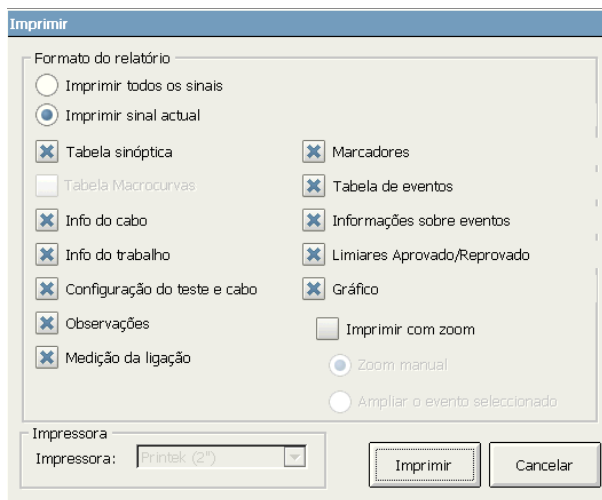 Imprimir
Formato do relatório
Imprimir todos os sinais
Imprimir sinal actual
Tabela sinóptica
Marcadores
Tabela Macrocurvas
Tabela de eventos
Info do cabo
Informações sobre eventos
Info do trabalho
Limiares Aprovado/Reprovado
Configuração do teste e cabo
Gráfico
Observações
Imprimir com zoom
Medição da ligação
Zoom manual
Ampliar o evento seleccionado
Impressora
Impressora: Printek (2")
Imprimir
Cancelar